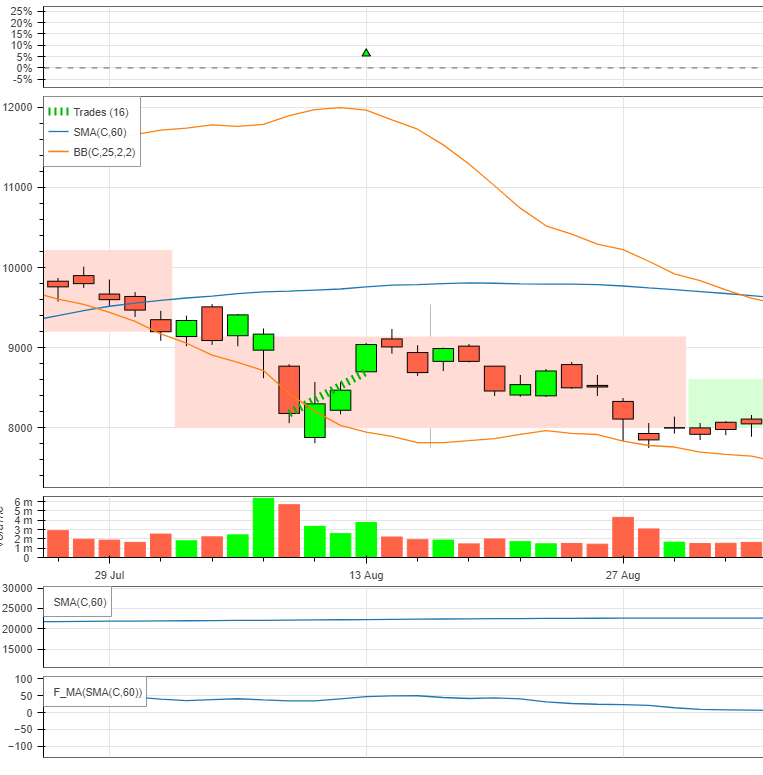 25%
20%
15%
10%
5%
0%
-5%
12000
11000
10000
9000
8000
Trades (16)
SMA(C,60)
BB(C,25,2,2)
6 m
5 m
4 m
3 m
2 m
1 m
0
29 Jul
13 Aug
27 Aug
30000
25000
20000
15000
SMA(C,60)
100
50
0
−50
−100
F_MA(SMA(C,60))